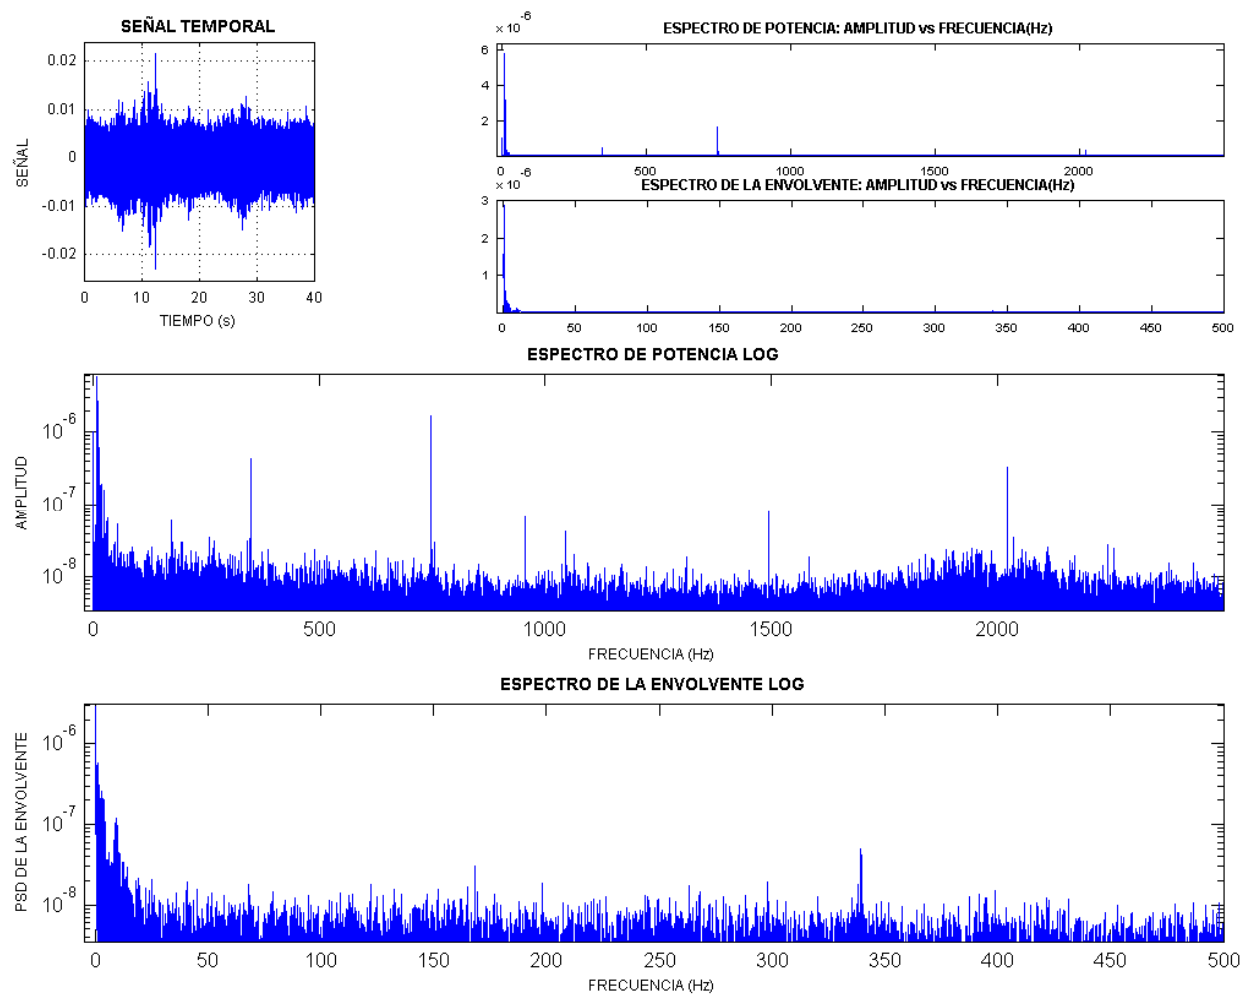 SEÑAL TEMPORAL
0.02
0.01
0
-0.01
-0.02
SEÑAL
0 10 20 30 40
TIEMPO (s)
× 10 -6
ESPECTRO DE POTENCIA: AMPLITUD vs FRECUENCIA(Hz)
6
4
2
0 500 1000 1500 2000
× 10 -6
ESPECTRO DE LA ENVOLVENTE: AMPLITUD vs FRECUENCIA(Hz)
3
2
1
0 50 100 150 200 250 300 350 400 450 500
ESPECTRO DE POTENCIA LOG
10-6
10-7
10-8
AMPLITUD
0 500 1000 1500 2000
FRECUENCIA (Hz)
ESPECTRO DE LA ENVOLVENTE LOG
10-6
10-7
10-8
PSD DE LA ENVOLVENTE
0 50 100 150 200 250 300 350 400 450 500
FRECUENCIA (Hz)